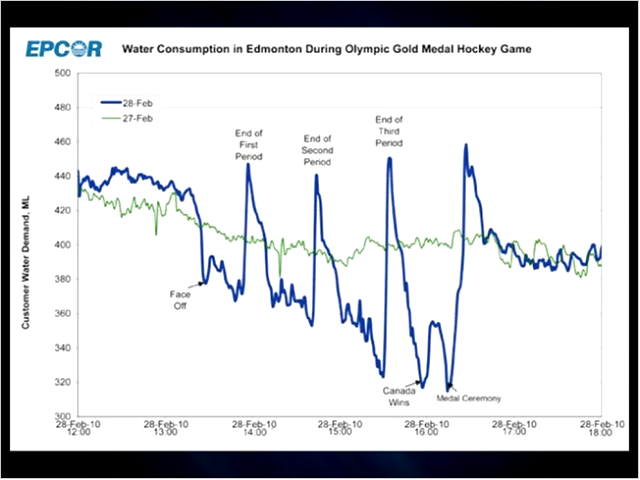 EPCOR
Water Consumption in Edmonton During Olympic Gold Medal Hockey Game
500
480
460
440
420
400
380
360
340
320
300
Customer Water Demand, ML
28-Feb
27-Feb
End of
First
Period
End of
Second
Period
End of
Third
Period
Face
Off
Canada
Wins
Medal Ceremony
28-Feb-10
12:00
28-Feb-10
13:00
28-Feb-10
14:00
28-Feb-10
15:00
28-Feb-10
16:00
28-Feb-10
17:00
28-Feb-10
18:00